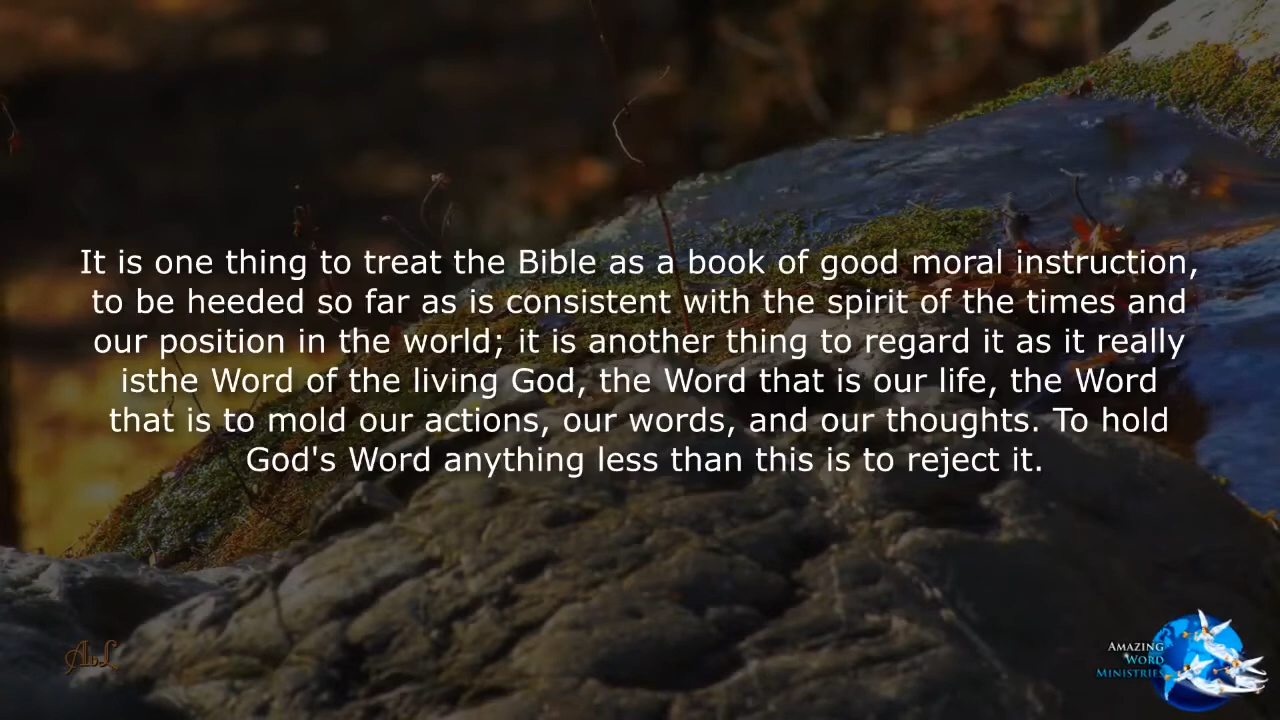 It is one thing to treat the Bible as a book of good moral instruction,
to be heeded so far as is consistent with the spirit of the times and
our position in the world; it is another thing to regard it as it really
isthe Word of the living God, the Word that is our life, the Word
that is to mold our actions, our words, and our thoughts. To hold
God's Word anything less than this is to reject it.
AMAZING
WORD
MINISTRIES